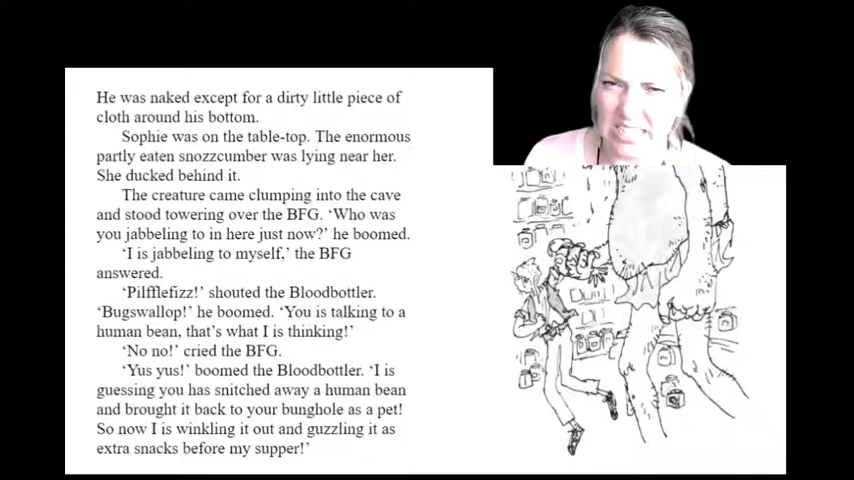 He was naked except for a dirty little piece of
cloth around his bottom.
Sophie was on the table-top. The enormous
partly eaten snozzcumber was lying near her.
She ducked behind it.
The creature came clumping into the cave
and stood towering over the BFG. ‘Who was
you jabbeling to in here just now?’ he boomed.
‘I is jabbeling to myself,’ the BFG
answered.
‘Pilfflefizz!’ shouted the Bloodbottler.
‘Bugswallop!’ he boomed. ‘You is talking to a
human bean, that’s what I is thinking!’
‘No no!’ cried the BFG.
‘Yus yus!’ boomed the Bloodbottler. ‘I is
guessing you has snitched away a human bean
and brought it back to your bunghole as a pet!
So now I is winkling it out and guzzling it as
extra snacks before my supper!’